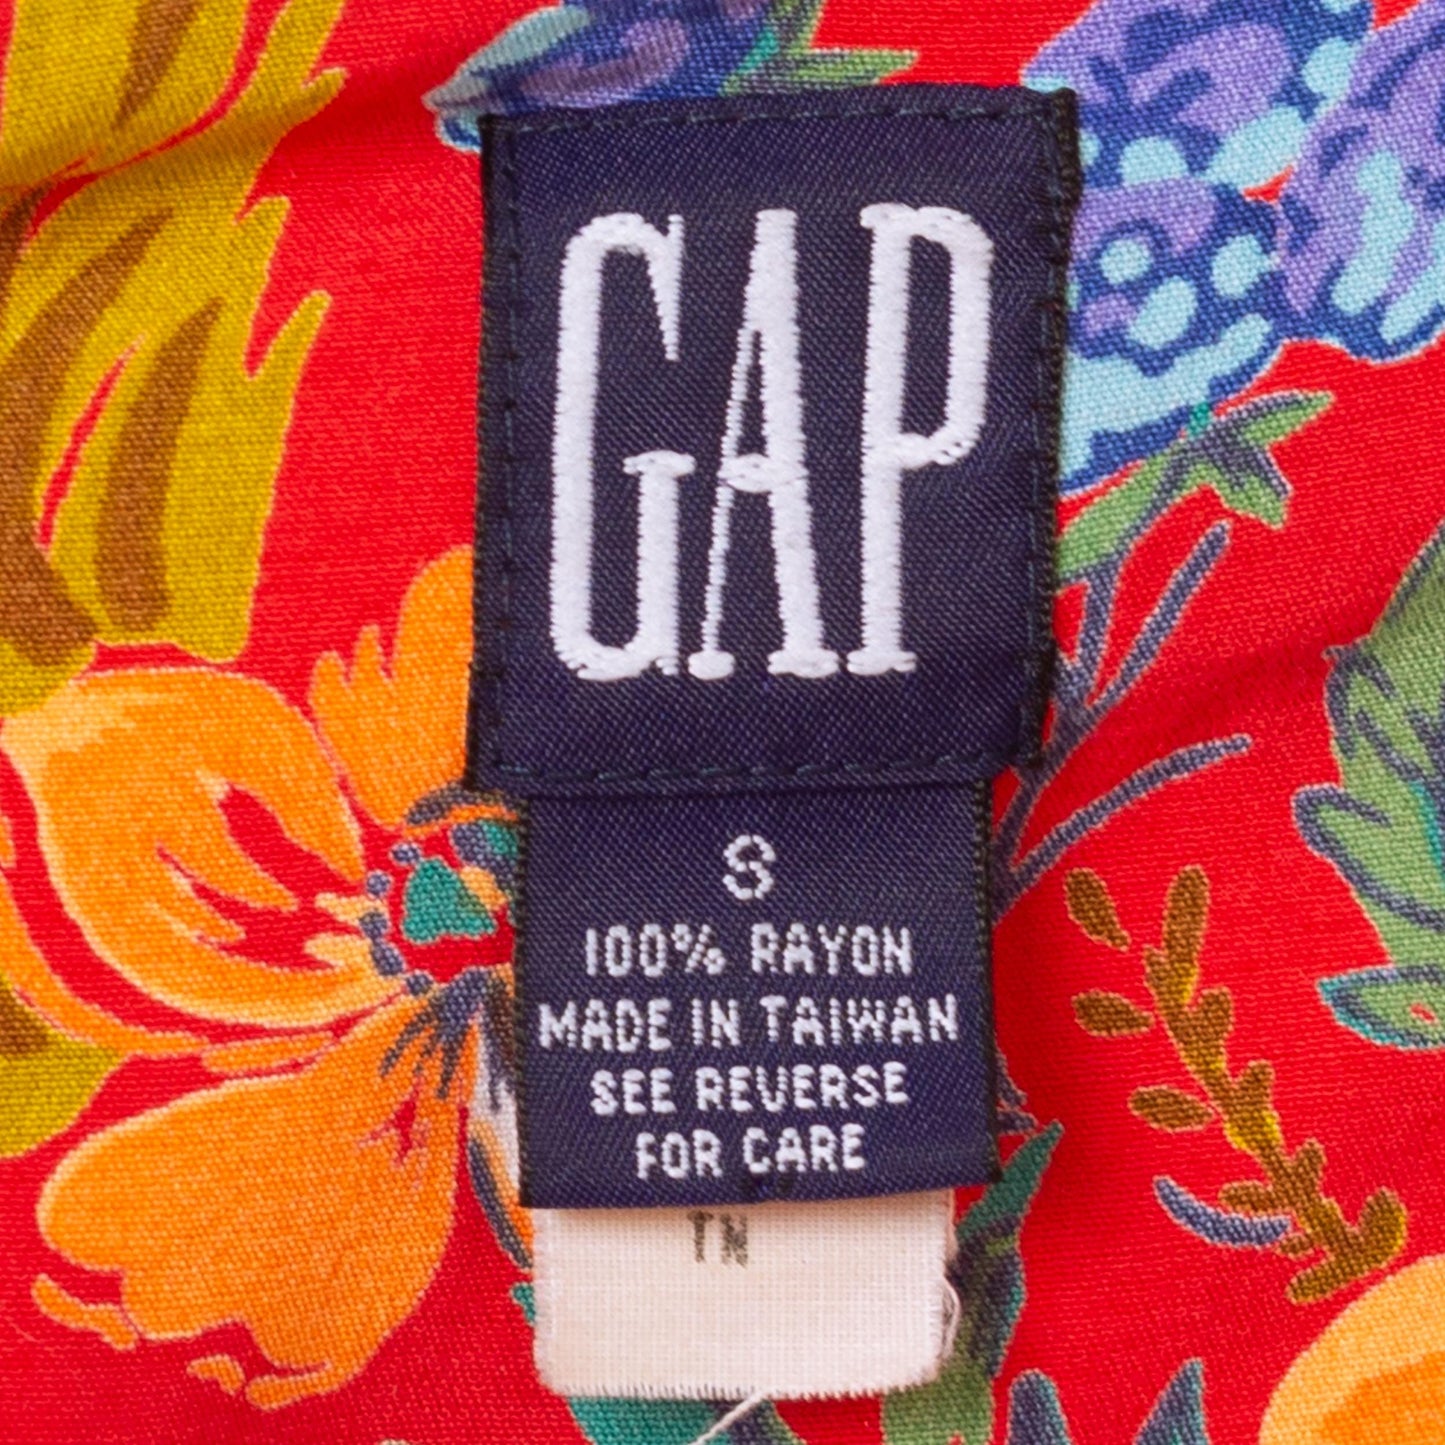 GAP
S
100% RAYON
MADE IN TAIWAN
SEE REVERSE
FOR CARE
TN